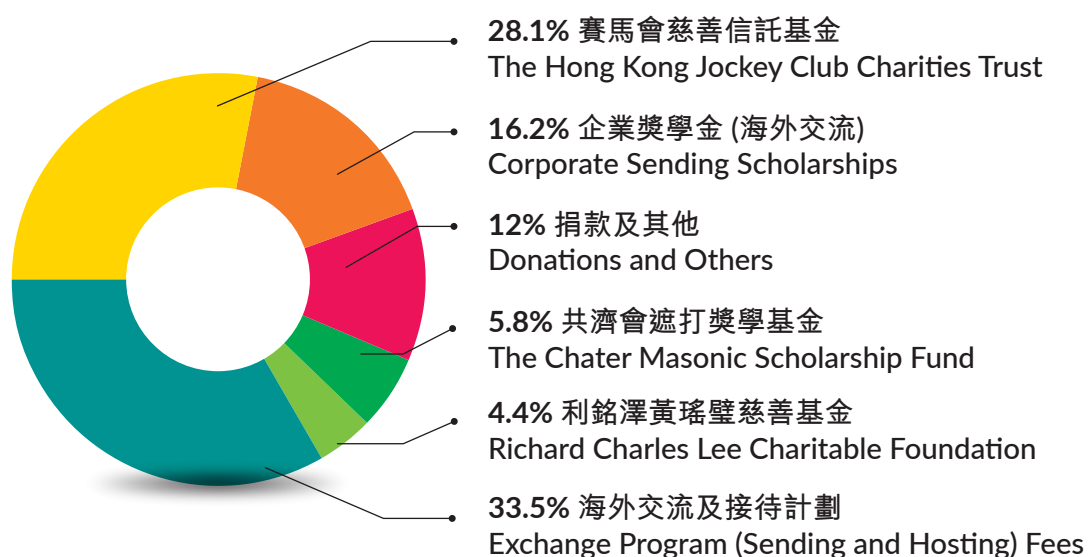 28.1% 賽馬會慈善信託基金
The Hong Kong Jockey Club Charities Trust
16.2% 企業獎學金 (海外交流)
Corporate Sending Scholarships
12% 捐款及其他
Donations and Others
5.8% 共濟會遮打獎學基金
The Chater Masonic Scholarship Fund
4.4% 利銘澤黃瑤璧慈善基金
Richard Charles Lee Charitable Foundation
33.5% 海外交流及接待計劃
Exchange Program (Sending and Hosting) Fees